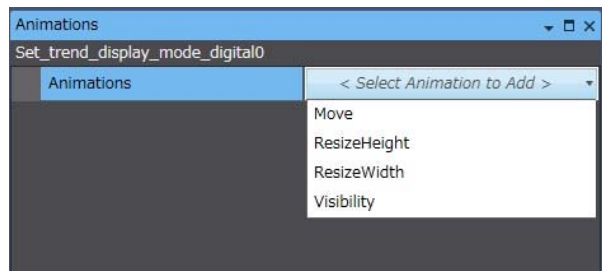 Animations
Set_trend_display_mode_digital0
Animations < Select Animation to Add >
Move
ResizeHeight
ResizeWidth
Visibility